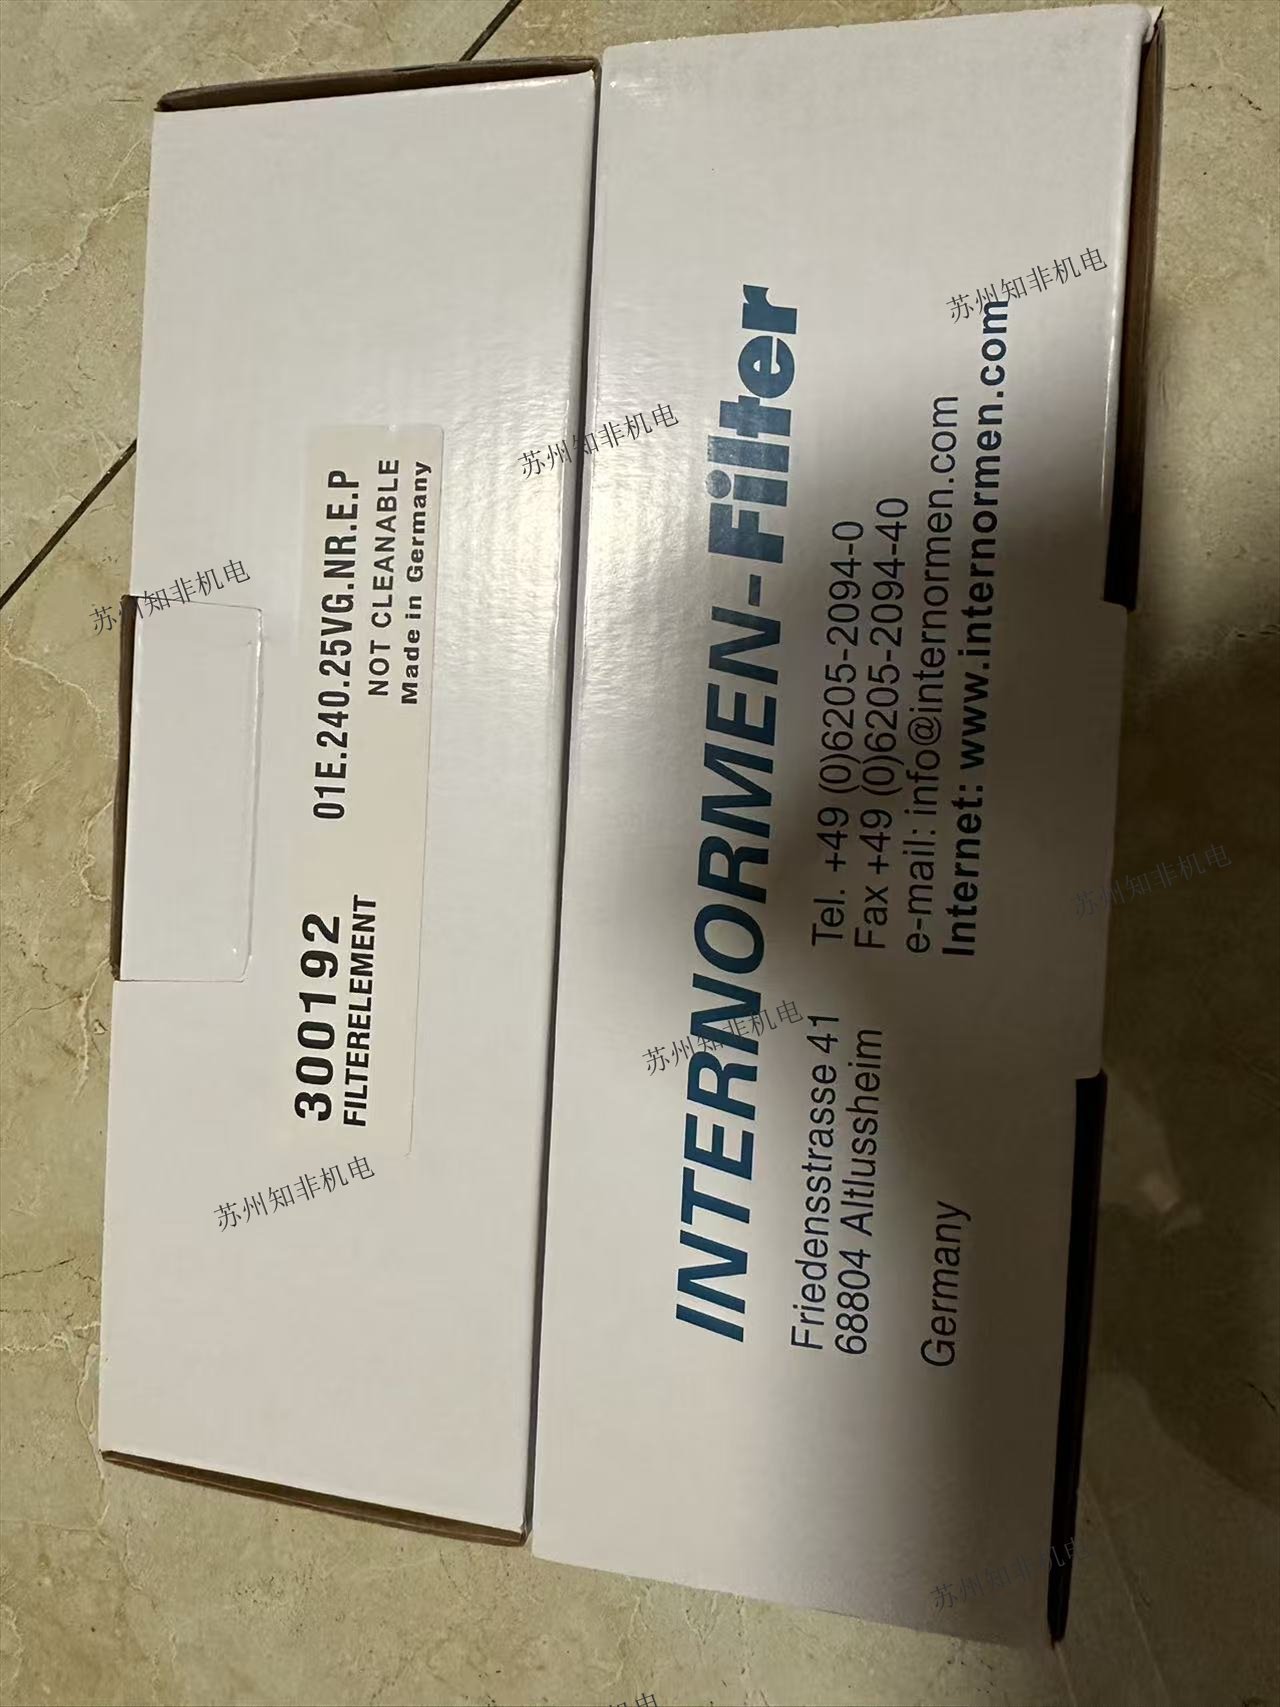 300192 01E.240.25VG.NR.E.P
FILTERELEMENT NOT CLEANABLE
Made in Germany
INTERNORMEN-Filter
Friedensstrasse 41 Tel. +49 (0)6205-2094-0
68804 Altlussheim Fax +49 (0)6205-2094-40
e-mail: info@internormen.com
Germany Internet: www.internormen.com
苏州知非机电
苏州知非机电
苏州知非机电
苏州知非机电
苏州知非机电
苏州知非机电
苏州知非机电